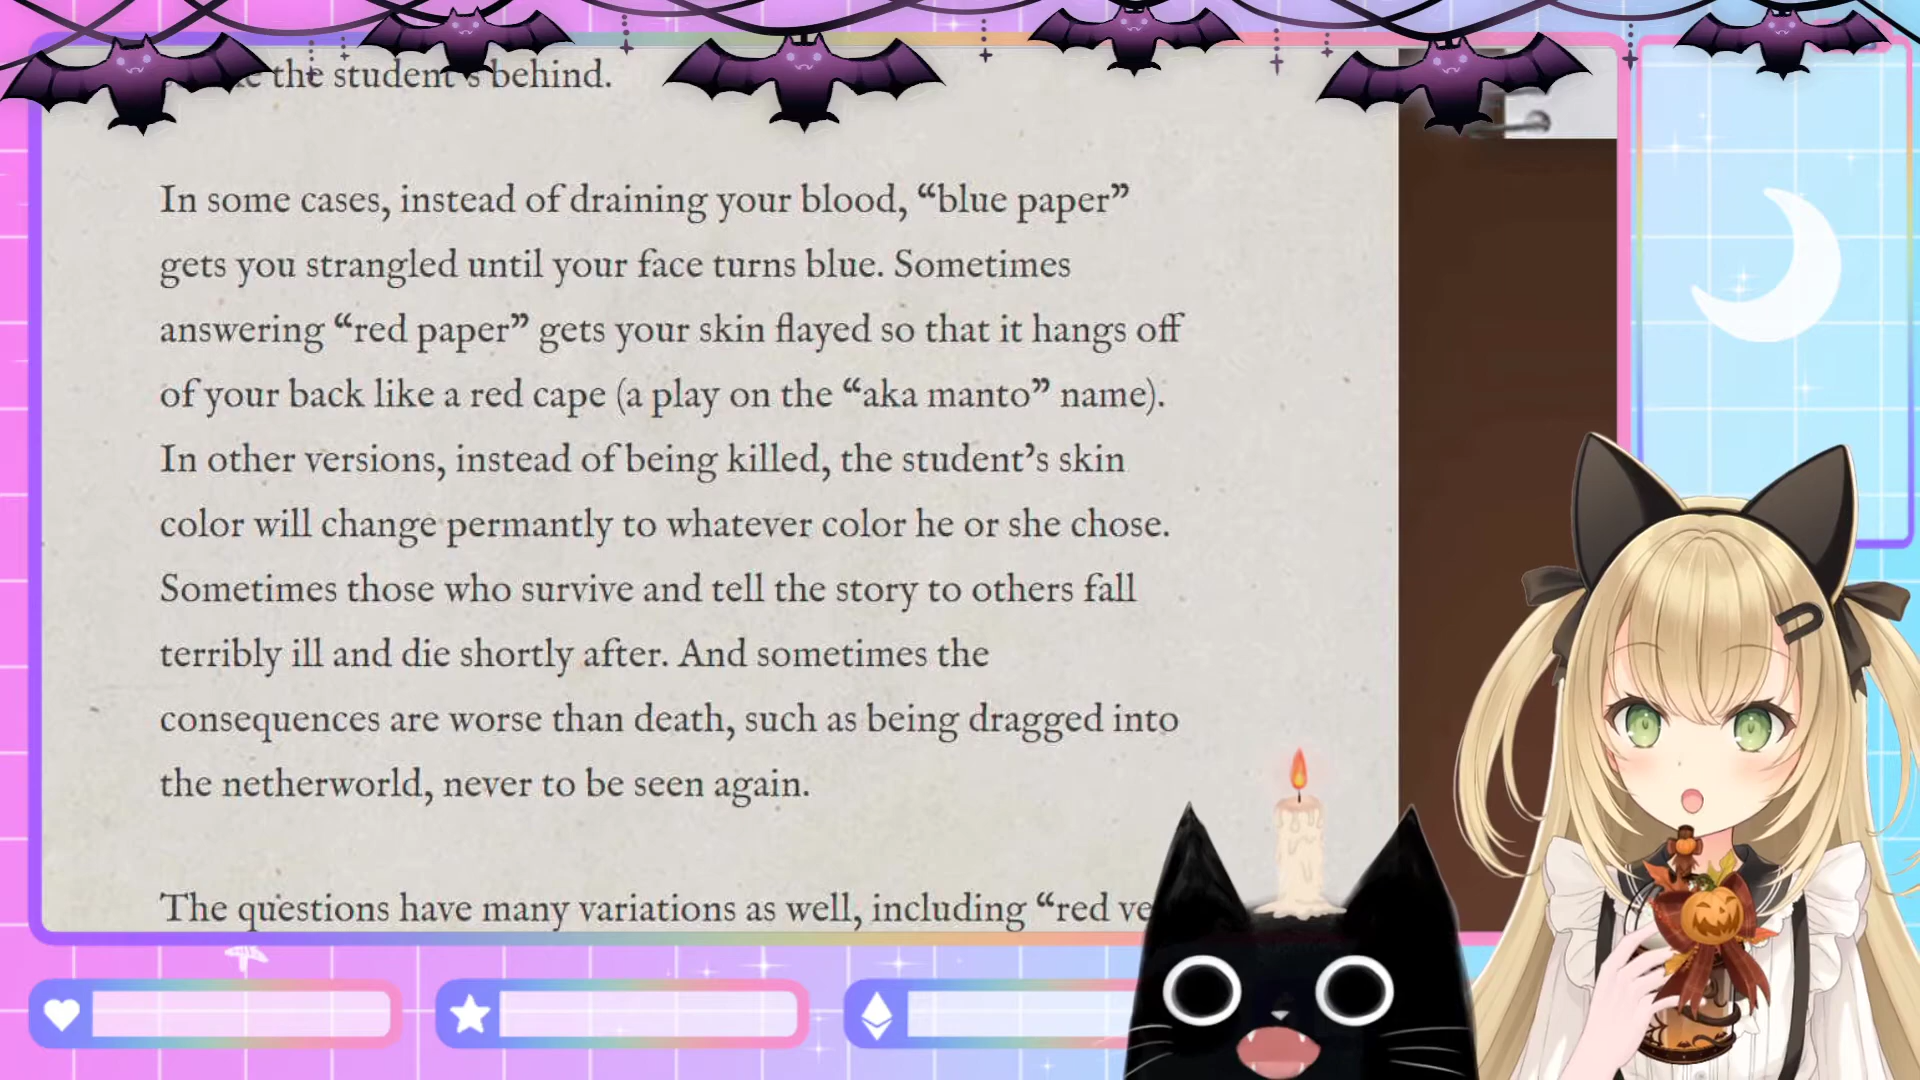 the student's behind.
In some cases, instead of draining your blood, “blue paper”
gets you strangled until your face turns blue. Sometimes
answering “red paper” gets your skin flayed so that it hangs off
of your back like a red cape (a play on the “aka manto” name).
In other versions, instead of being killed, the student’s skin
color will change permantly to whatever color he or she chose.
Sometimes those who survive and tell the story to others fall
terribly ill and die shortly after. And sometimes the
consequences are worse than death, such as being dragged into
the netherworld, never to be seen again.
The questions have many variations as well, including “red